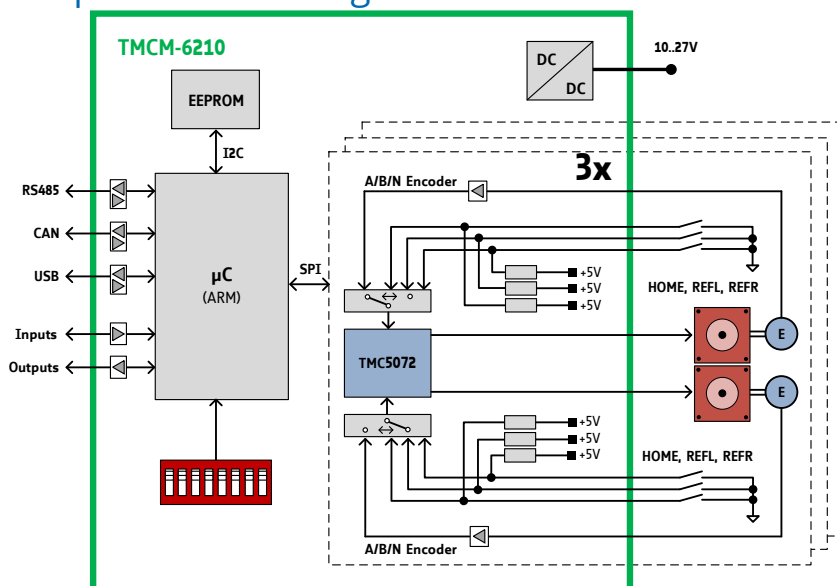 TMCM-6210
DC
DC
10..27V
EEPROM
I2C
3x
A/B/N Encoder
RS485
CAN
USB
Inputs
Outputs
µC
(ARM)
SPI
+5V
+5V
+5V
HOME, REFL, REFR
TMC5072
E
E
+5V
+5V
+5V
HOME, REFL, REFR
A/B/N Encoder